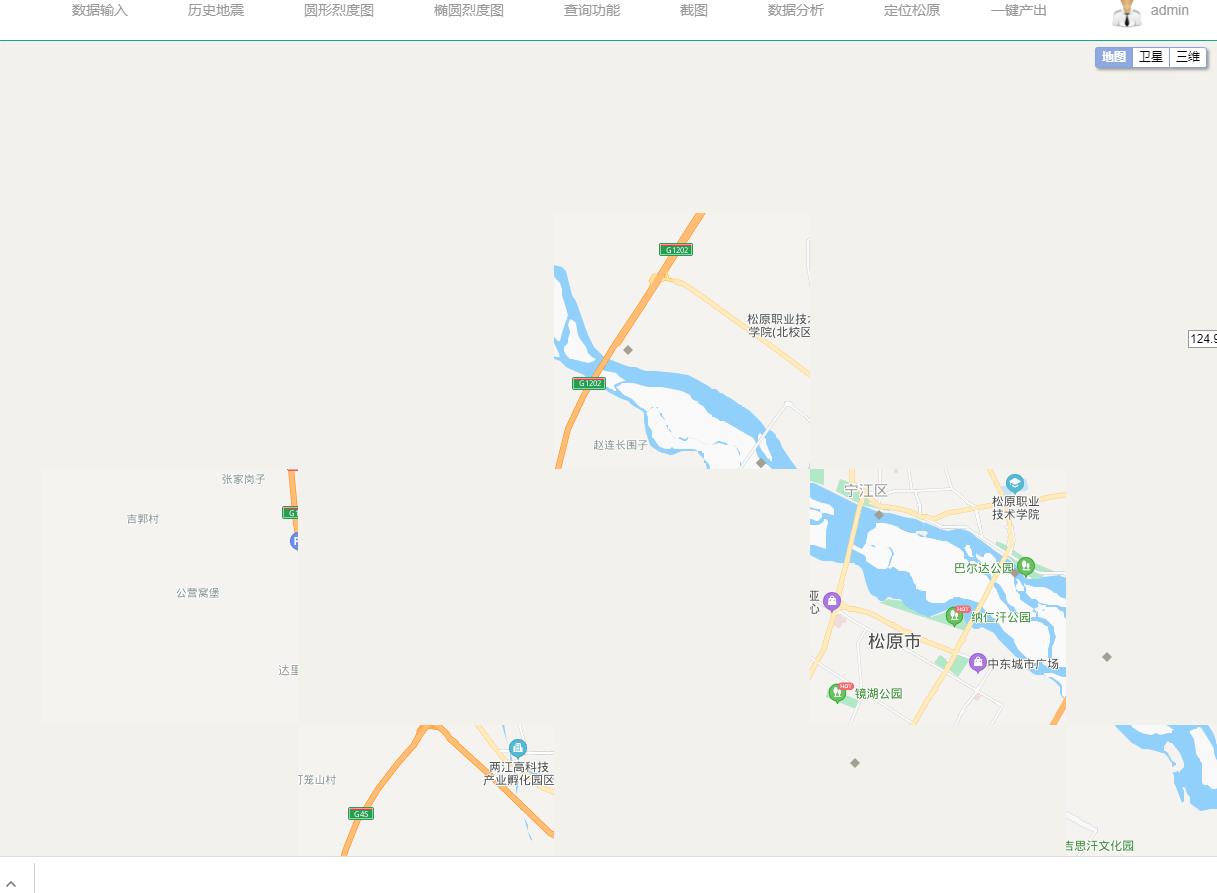 数据输入
历史地震
圆形烈度图
椭圆烈度图
查询功能
截图
数据分析
定位松原
一键产出
admin
地图
卫星
三维
G1202
松原职业技
学院(北校区
124.9
G1202
赵连长围子
张家岗子
宁江区
松原职业
技术学院
吉郭村
G1
巴尔达公园
公营窝堡
亚
心
HOT
纳仁汗公园
松原市
中东城市广场
达里
HOT
镜湖公园
两江高科技
产业孵化园区
笼山村
G45
吉思汗文化园